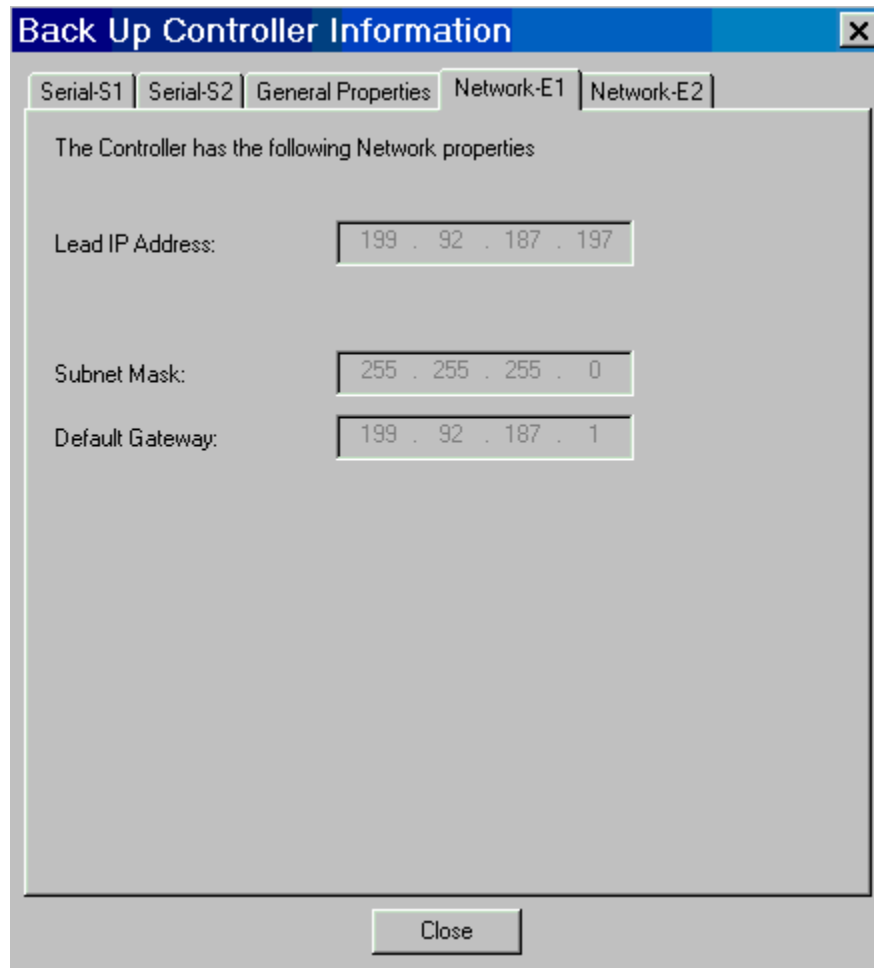 Back Up Controller Information
Serial-S1 Serial-S2 General Properties Network-E1 Network-E2
The Controller has the following Network properties
Lead IP Address: 199 . 92 . 187 . 197
Subnet Mask: 255 . 255 . 255 . 0
Default Gateway: 199 . 92 . 187 . 1
Close